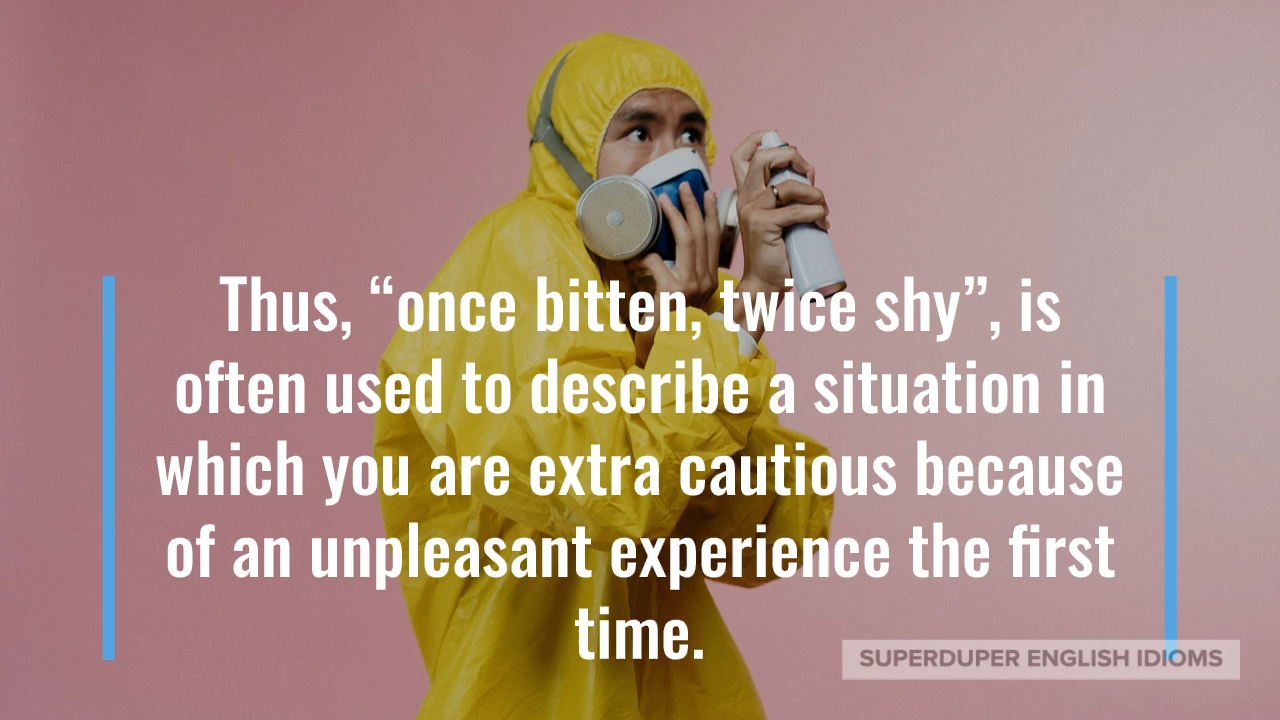 Thus, “once bitten, twice shy”, is
often used to describe a situation in
which you are extra cautious because
of an unpleasant experience the first
time.
SUPERDUPER ENGLISH IDIOMS